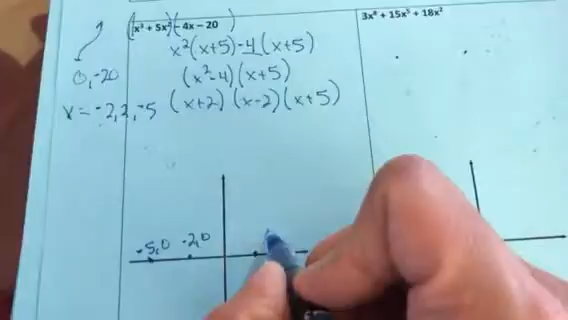 (x³ + 5x²)(− 4x − 20)
3x⁴ + 15x³ + 18x²
x²(x+5)-4(x+5)
0,-20
(x²-4)(x+5)
x = -2,2,-5
(x+2)(x-2)(x+5)
-5,0
-2,0